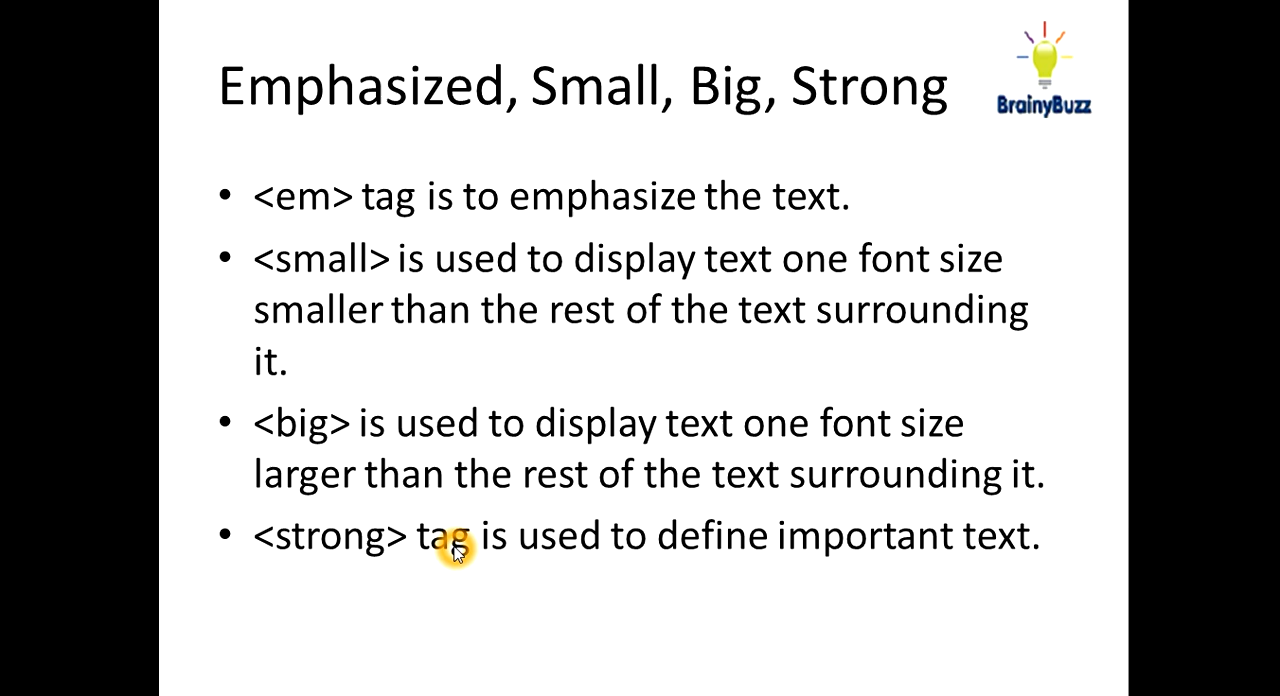 Emphasized, Small, Big, Strong
BrainyBuzz
• <em> tag is to emphasize the text.
• <small> is used to display text one font size
smaller than the rest of the text surrounding
it.
• <big> is used to display text one font size
larger than the rest of the text surrounding it.
• <strong> tag is used to define important text.